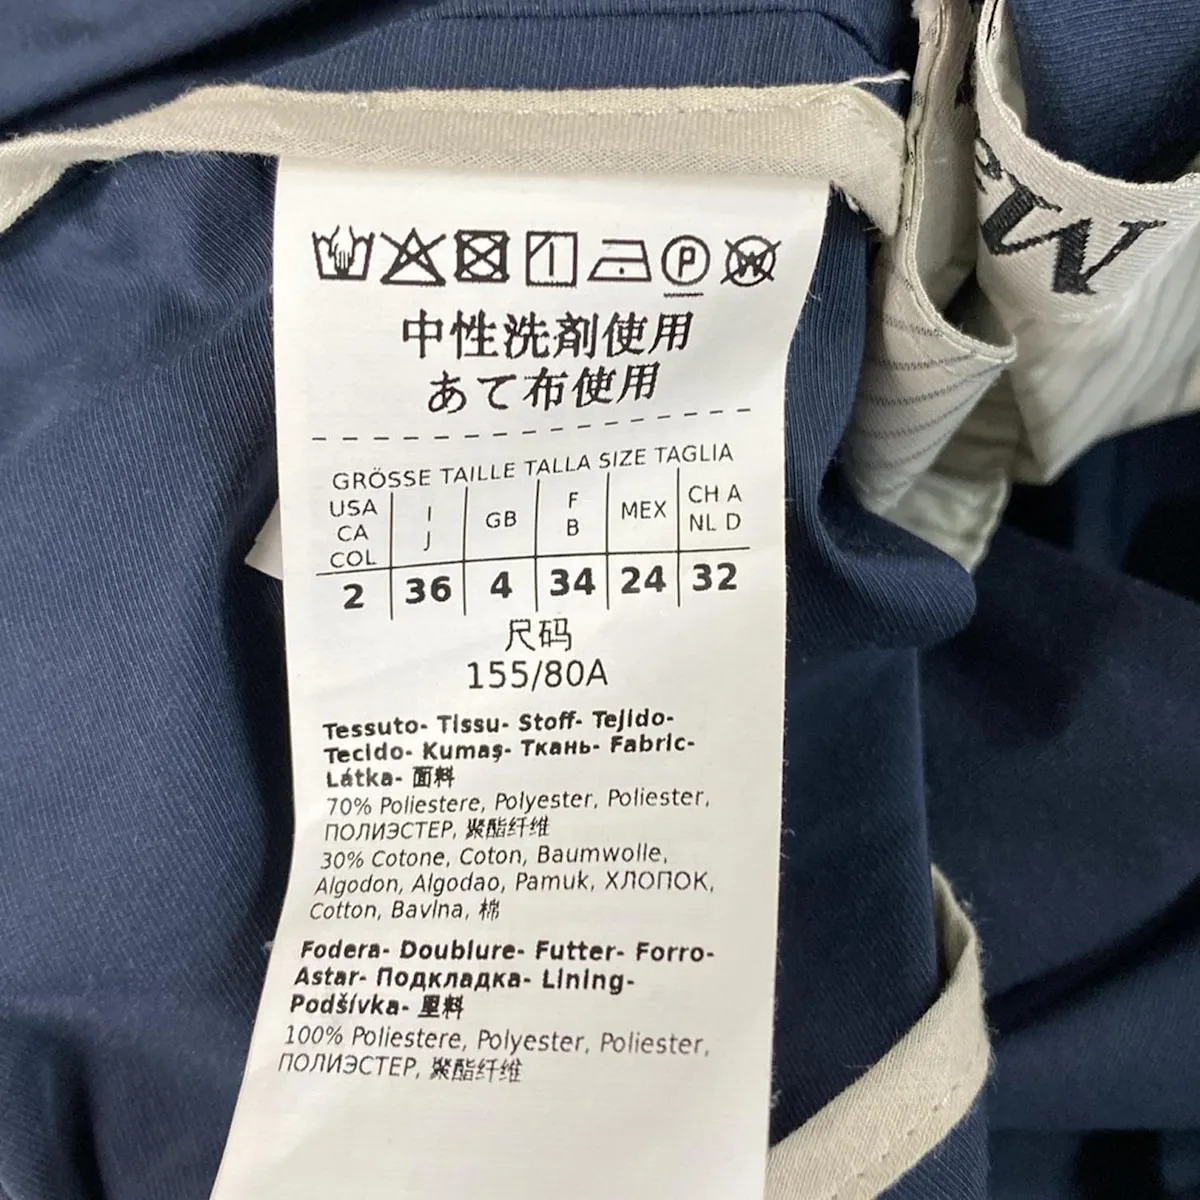 中性洗剤使用
あて布使用
GRÖSSE TAILLE TALLA SIZE TAGLIA
USA CA COL
I J
GB
F B
MEX
CH A NL D
2 36 4 34 24 32
尺码
155/80A
Tessuto- Tissu- Stoff- Tejido-
Tecido- Kumaş- Ткань- Fabric-
Látka- 面料
70% Poliestere, Polyester, Poliester,
ПОЛИЭСТЕР, 聚酯纤维
30% Cotone, Coton, Baumwolle,
Algodon, Algodao, Pamuk, ХЛОПОК,
Cotton, Bavlna, 棉
Fodera- Doublure- Futter- Forro-
Astar- Подкладка- Lining-
Podšívka- 里料
100% Poliestere, Polyester, Poliester,
ПОЛИЭСТЕР, 聚酯纤维